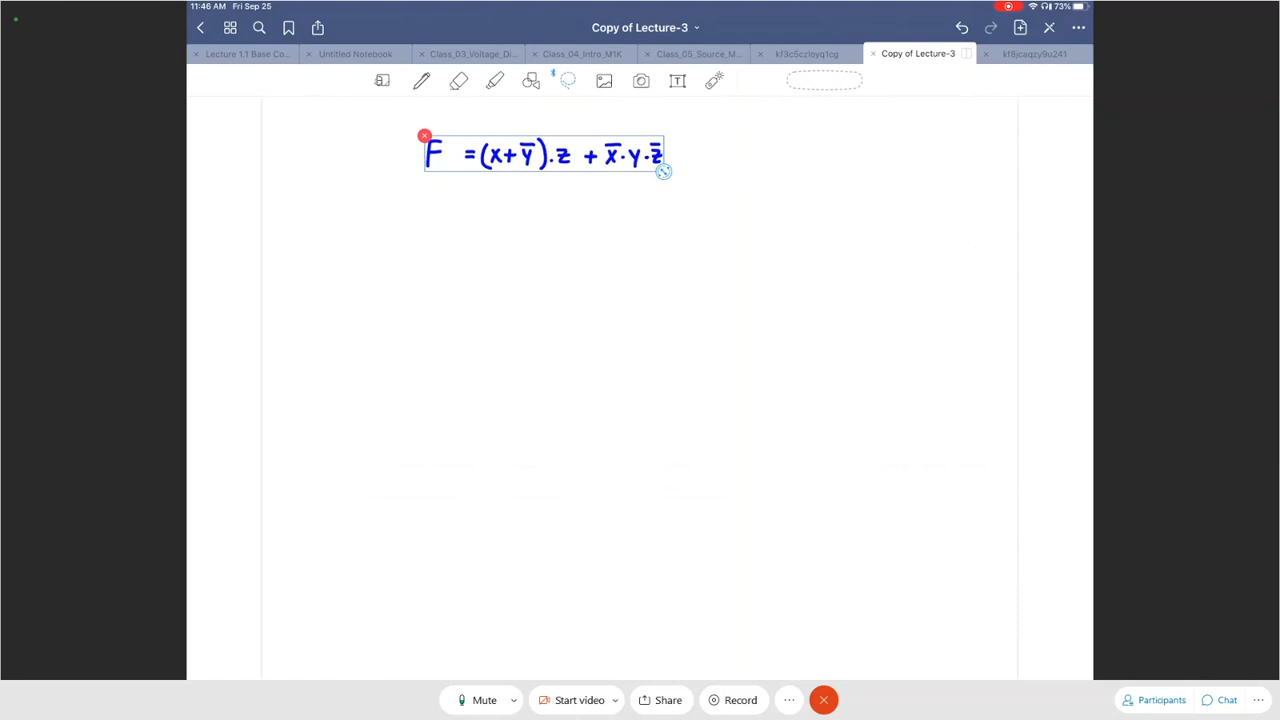 11:46 AM Fri Sep 25
73%
Copy of Lecture-3
Lecture 1.1 Base Co...
Untitled Notebook
Class_03_Voltage_Di...
Class_04_Intro_M1K
Class_05_Source_M...
kf3c5czloyq1cg
Copy of Lecture-3
kf8jcaqzy9u241
F = (x+y̅).z + x̅·y·z̅
Mute
Start video
Share
Record
Participants
Chat